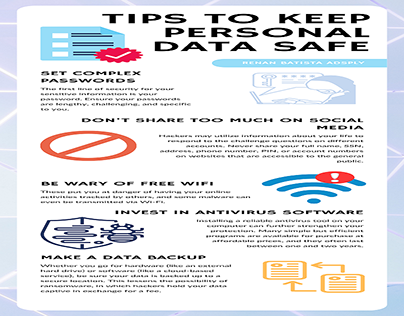 TIPS TO KEEP
PERSONAL
DATA SAFE
RENAN BATISTA ADSPLY
SET COMPLEX
PASSWORDS
The first line of security for your
sensitive information is your
password. Ensure your passwords
are lengthy, challenging, and specific
to you.
DON'T SHARE TOO MUCH ON SOCIAL
MEDIA
Hackers may utilize information about your life to
respond to the challenge questions on different
accounts. Never share your full name, SSN,
address, phone number, PIN, or account numbers
on websites that are accessible to the general
public.
BE WARY OF FREE WIFI
These put you at danger of having your online
activities tracked by others, and some malware can
even be transmitted via Wi-Fi.
INVEST IN ANTIVIRUS SOFTWARE
Installing a reliable antivirus tool on your
computer can further strengthen your
protection. Many simple but efficient
programs are available for purchase at
affordable prices, and they often last
between one and two years.
MAKE A DATA BACKUP
Whether you go for hardware (like an external
hard drive) or software (like a cloud-based
service), be sure your data is backed up to a
secure location. This lessens the possibility of
ransomware, in which hackers hold your data
captive in exchange for a fee.